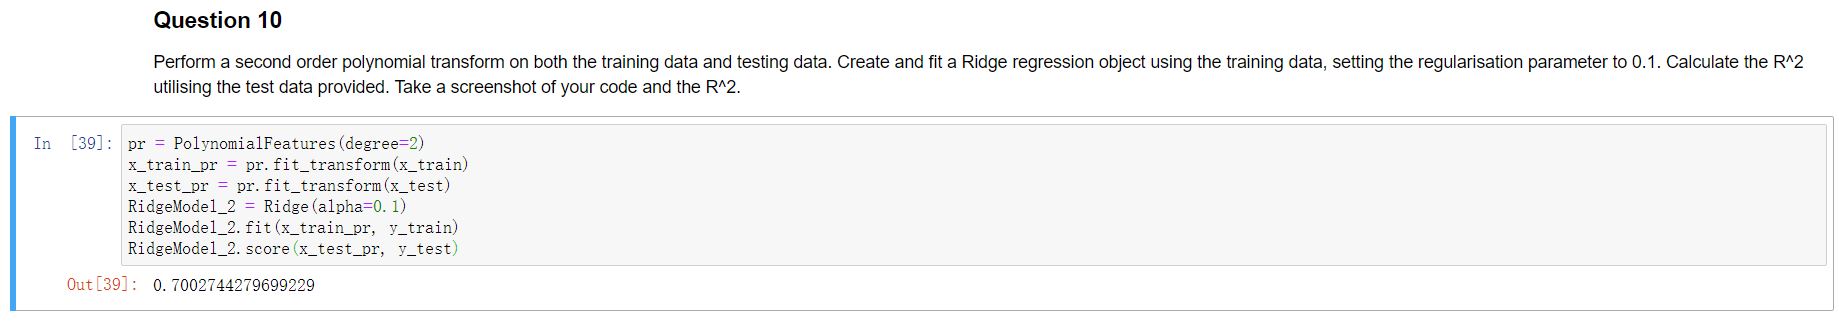 Question 10
Perform a second order polynomial transform on both the training data and testing data. Create and fit a Ridge regression object using the training data, setting the regularisation parameter to 0.1. Calculate the R^2
utilising the test data provided. Take a screenshot of your code and the R^2.
In [39]: pr = PolynomialFeatures(degree=2)
x_train_pr = pr.fit_transform(x_train)
x_test_pr = pr.fit_transform(x_test)
RidgeModel_2 = Ridge(alpha=0.1)
RidgeModel_2.fit(x_train_pr, y_train)
RidgeModel_2.score(x_test_pr, y_test)
Out[39]: 0.7002744279699229